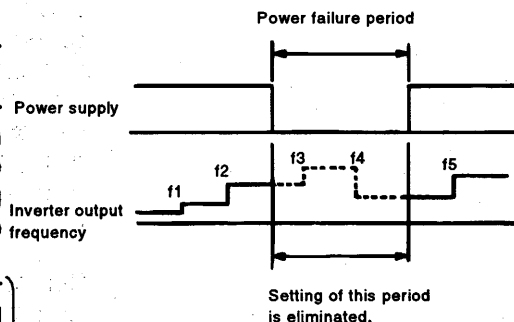 Power failure period
Power supply
f1
f2
f3
f4
f5
Inverter output
frequency
Setting of this period
is eliminated.